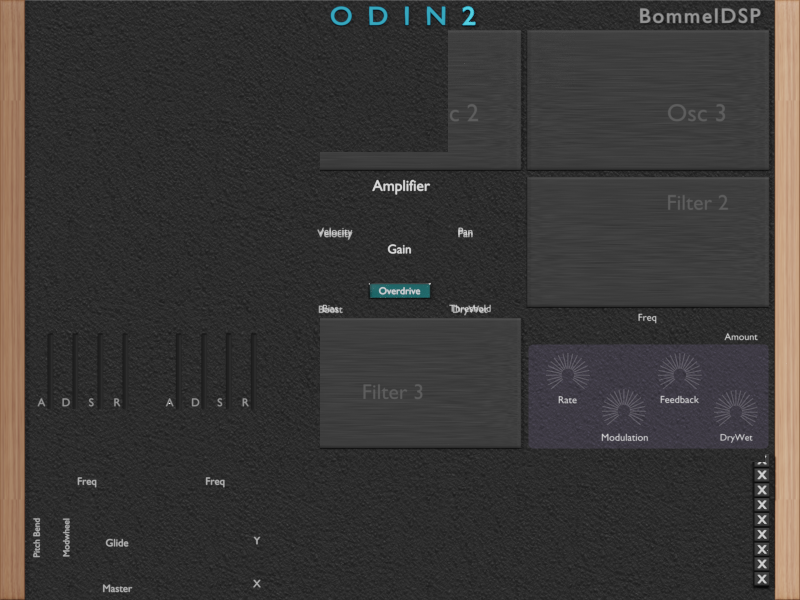 ODIN 2
BommelDSP
c 2
Osc 3
Amplifier
Filter 2
Velocity
Pan
Gain
Overdrive
Boost
DryWet
Freq
Amount
Filter 3
Rate
Feedback
Modulation
DryWet
A D S R
A D S R
X
X
X
X
X
X
X
X
Freq
Freq
Pitch Bend
Modwheel
Glide
Y
Master
X